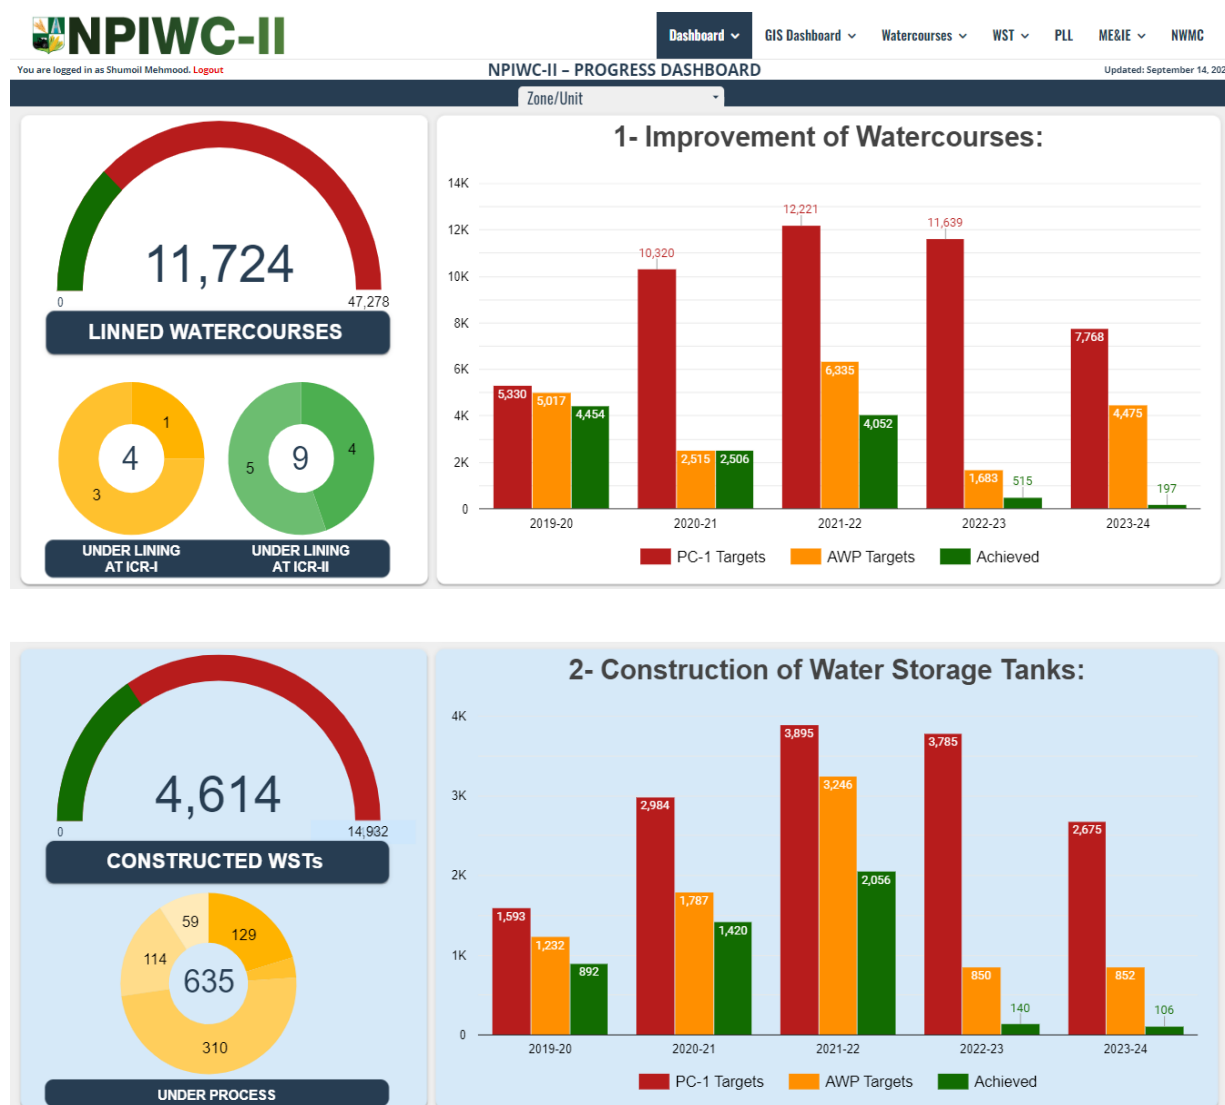 NPIWC-II
Dashboard
GIS Dashboard
Watercourses
WST
PLL
ME&IE
NWMC
You are logged in as Shumoil Mehmood. Logout
NPIWC-II – PROGRESS DASHBOARD
Updated: September 14, 202
Zone/Unit
11,724
0
47,278
LINNED WATERCOURSES
1
4
3
4
9
5
UNDER LINING
AT ICR-I
UNDER LINING
AT ICR-II
1- Improvement of Watercourses:
14K
12K
10K
8K
6K
4K
2K
0
5,330
5,017
4,454
10,320
2,515
2,506
12,221
6,335
4,052
11,639
1,683
515
7,768
4,475
197
2019-20
2020-21
2021-22
2022-23
2023-24
PC-1 Targets
AWP Targets
Achieved
4,614
0
14,932
CONSTRUCTED WSTs
59
129
114
635
310
UNDER PROCESS
2- Construction of Water Storage Tanks:
4K
3K
2K
1K
0
1,593
1,232
892
2,984
1,787
1,420
3,895
3,246
2,056
3,785
850
140
2,675
852
106
2019-20
2020-21
2021-22
2022-23
2023-24
PC-1 Targets
AWP Targets
Achieved